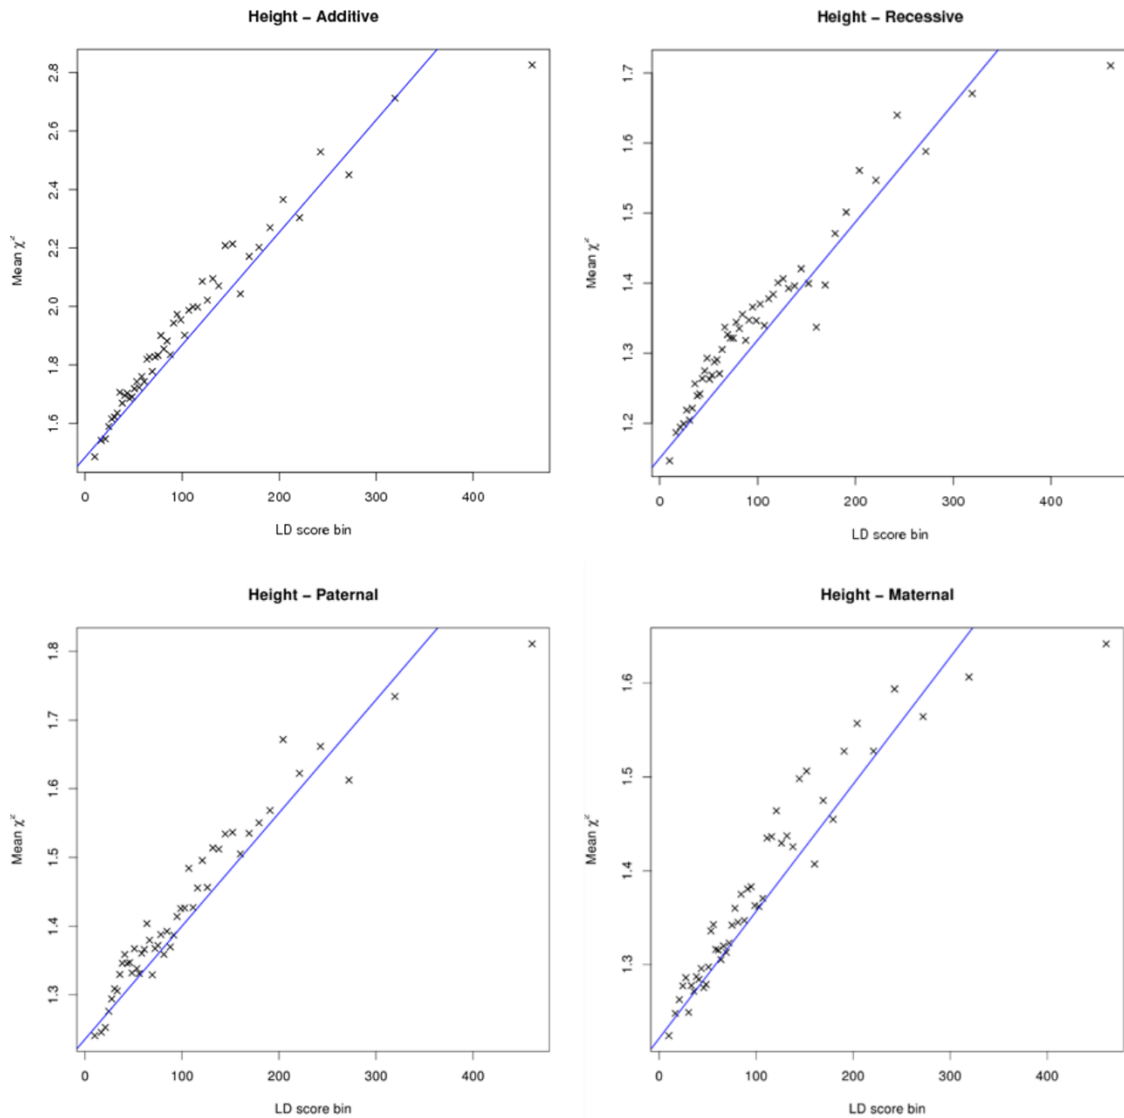 Height – Additive
Mean χ²
2.8
2.6
2.4
2.2
2.0
1.8
1.6
0 100 200 300 400
LD score bin
Height – Recessive
Mean χ²
1.7
1.6
1.5
1.4
1.3
1.2
0 100 200 300 400
LD score bin
Height – Paternal
Mean χ²
1.8
1.7
1.6
1.5
1.4
1.3
0 100 200 300 400
LD score bin
Height – Maternal
Mean χ²
1.6
1.5
1.4
1.3
0 100 200 300 400
LD score bin